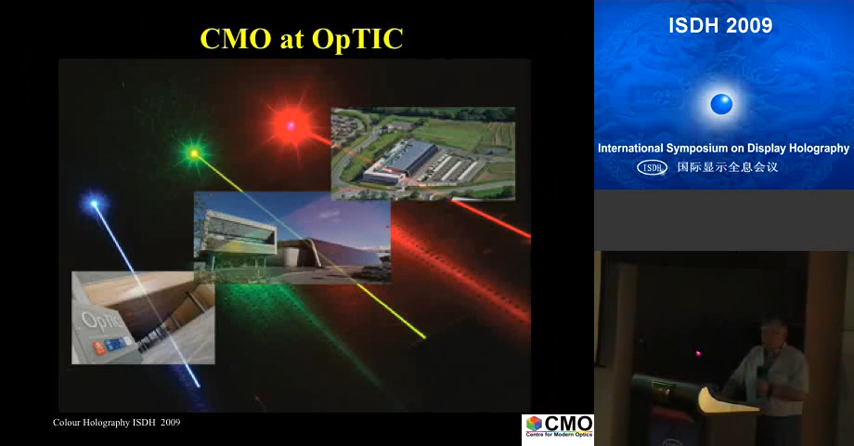 CMO at OpTIC
OpTIC
Colour Holography ISDH 2009
CMO
Centre for Modern Optics
ISDH 2009
International Symposium on Display Holography
ISDH
国际显示全息会议